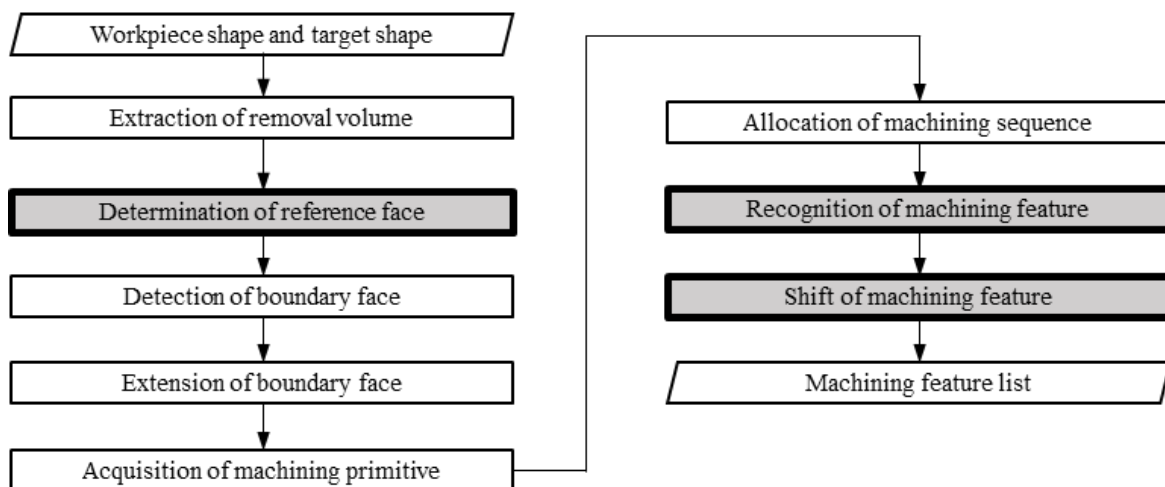 Workpiece shape and target shape
Extraction of removal volume
Determination of reference face
Detection of boundary face
Extension of boundary face
Acquisition of machining primitive
Allocation of machining sequence
Recognition of machining feature
Shift of machining feature
Machining feature list